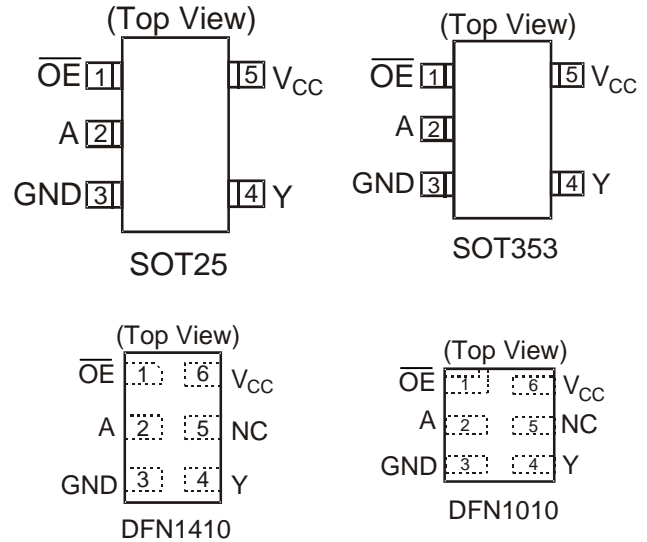 (Top View)
OE 1 5 VCC
A 2
GND 3 4 Y
SOT25
(Top View)
OE 1 5 VCC
A 2
GND 3 4 Y
SOT353
(Top View)
OE 1 6 VCC
A 2 5 NC
GND 3 4 Y
DFN1410
(Top View)
OE 1 6 VCC
A 2 5 NC
GND 3 4 Y
DFN1010